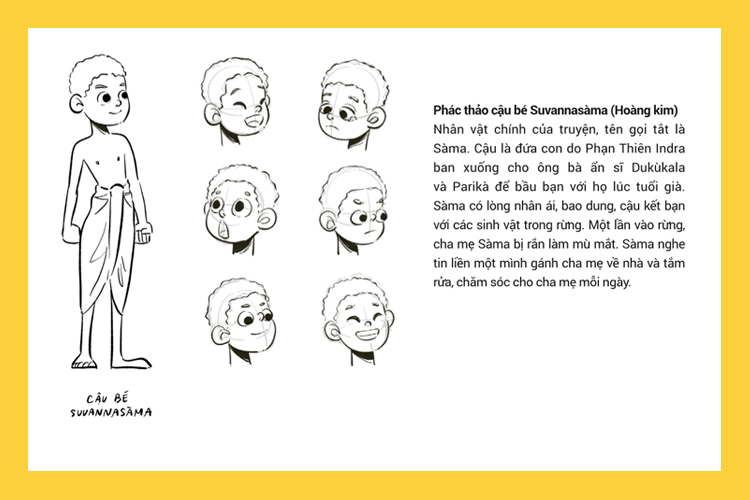 Phác thảo cậu bé Suvannasàma (Hoàng kim)
Nhân vật chính của truyện, tên gọi tắt là
Sàma. Cậu là đứa con do Phạn Thiên Indra
ban xuống cho ông bà ẩn sĩ Dukùkala
và Parikà để bầu bạn với họ lúc tuổi già.
Sàma có lòng nhân ái, bao dung, cậu kết bạn
với các sinh vật trong rừng. Một lần vào rừng,
cha mẹ Sàma bị rắn làm mù mắt. Sàma nghe
tin liền một mình gánh cha mẹ về nhà và tắm
rửa, chăm sóc cho cha mẹ mỗi ngày.
CẬU BÉ
SUVANNASÀMA